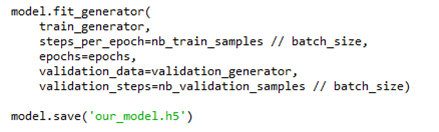 model.fit_generator(
    train_generator,
    steps_per_epoch=nb_train_samples // batch_size,
    epochs=epochs,
    validation_data=validation_generator,
    validation_steps=nb_validation_samples // batch_size)

model.save('our_model.h5')